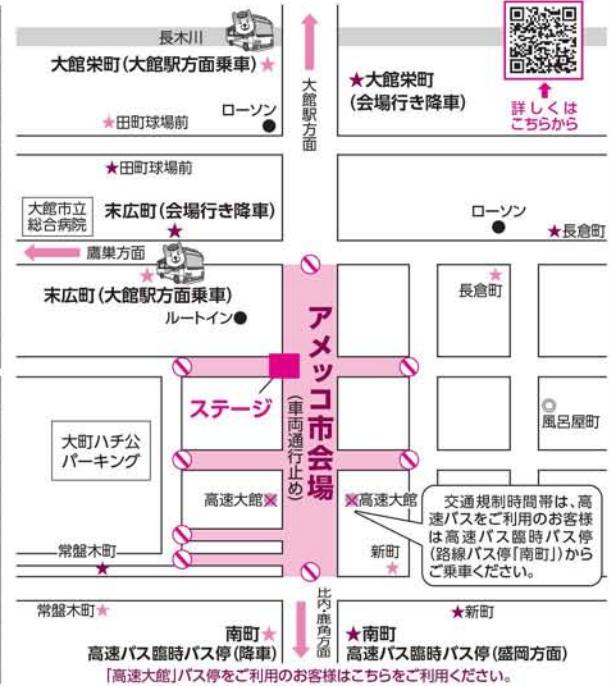 長木川
大館栄町(大館駅方面乗車)★
大館駅方面
★大館栄町
(会場行き降車)
詳しくは
こちらから
★田町球場前
ローソン
★田町球場前
大館市立
総合病院
末広町(会場行き降車)
★
ローソン
★長倉町
鷹巣方面
★
末広町(大館駅方面乗車)
ルートイン●
★
長倉町
アメッコ市会場
(車両通行止め)
ステージ
風呂屋町
大町ハチ公
パーキング
高速大館
高速大館
交通規制時間帯は、高
速バスをご利用のお客様
は高速バス臨時バス停
(路線バス停「南町」)から
ご乗車ください。
常盤木町
★
新町
★
常盤木町★
比内・鹿角方面
★新町
南町★
高速バス臨時バス停(降車)
★南町
高速バス臨時バス停(盛岡方面)
「高速大館」バス停をご利用のお客様はこちらをご利用ください。